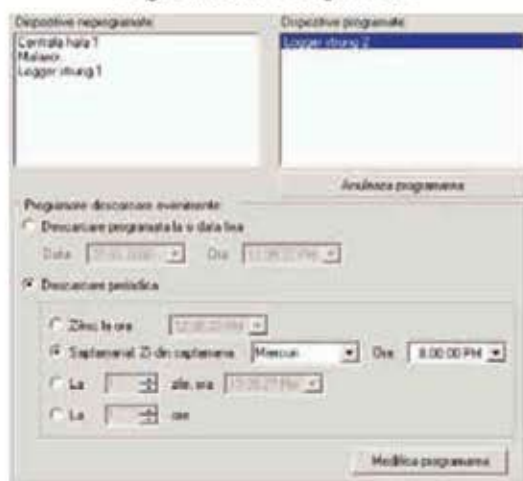 Dispozitive neprogramate
Centrala hala 1
Logger strung 1
Dispozitive programate
Logger strung 2
Anuleaza programarea
Programare descarcare evenimente
Descarcare programata la o data fixa
Data
Ora
Descarcare periodica
Zilnic la ora
Saptamanal: Zi din saptamana Miercuri Ora 8:00:00 PM
La zile, ora
La ore
Modifica programarea